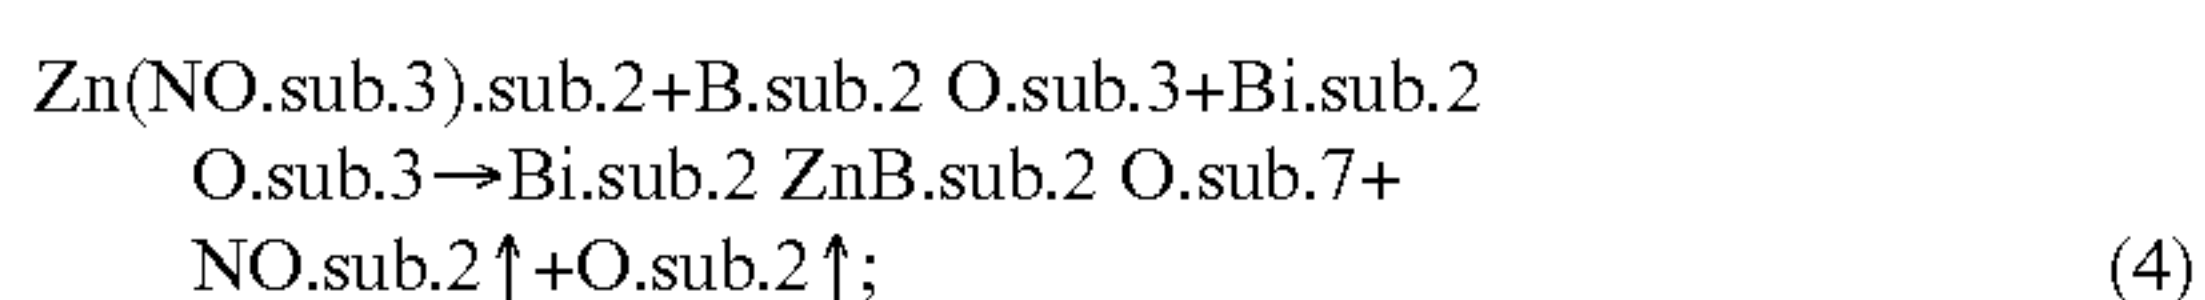 Zn(NO.sub.3).sub.2+B.sub.2 O.sub.3+Bi.sub.2
O.sub.3→Bi.sub.2 ZnB.sub.2 O.sub.7+
NO.sub.2↑+O.sub.2↑; (4)